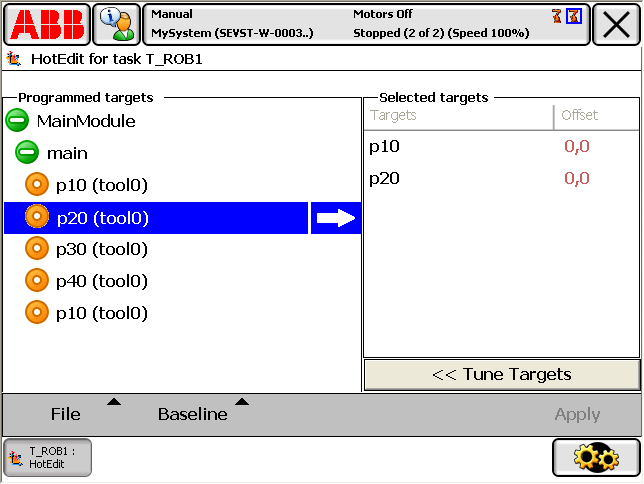 ABB
Manual
Motors Off
MySystem (SEVST-W-0003..)
Stopped (2 of 2) (Speed 100%)
HotEdit for task T_ROB1
Programmed targets
Selected targets
MainModule
main
p10 (tool0)
p20 (tool0)
p30 (tool0)
p40 (tool0)
p10 (tool0)
Targets Offset
p10 0,0
p20 0,0
<< Tune Targets
File
Baseline
Apply
T_ROB1 :
HotEdit